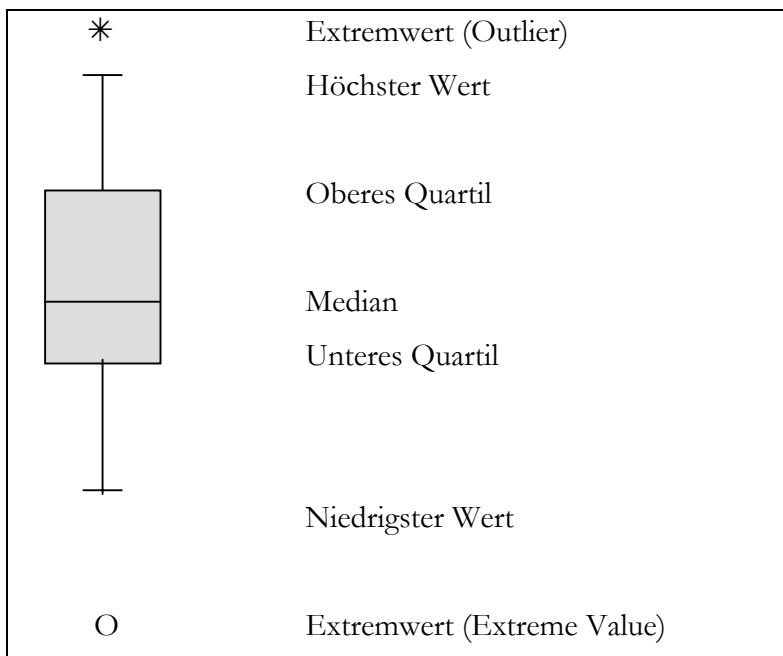 Extremwert (Outlier)
Höchster Wert
Oberes Quartil
Median
Unteres Quartil
Niedrigster Wert
O Extremwert (Extreme Value)